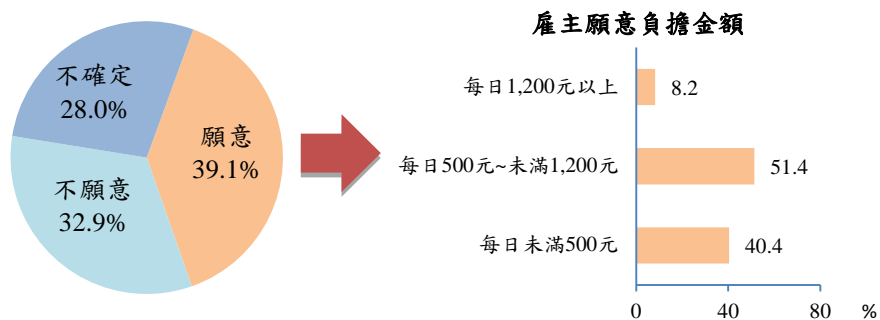 不確定
28.0%
願意
39.1%
不願意
32.9%
雇主願意負擔金額
每日1,200元以上
8.2
每日500元~未滿1,200元
51.4
每日未滿500元
40.4
0
40
80
%